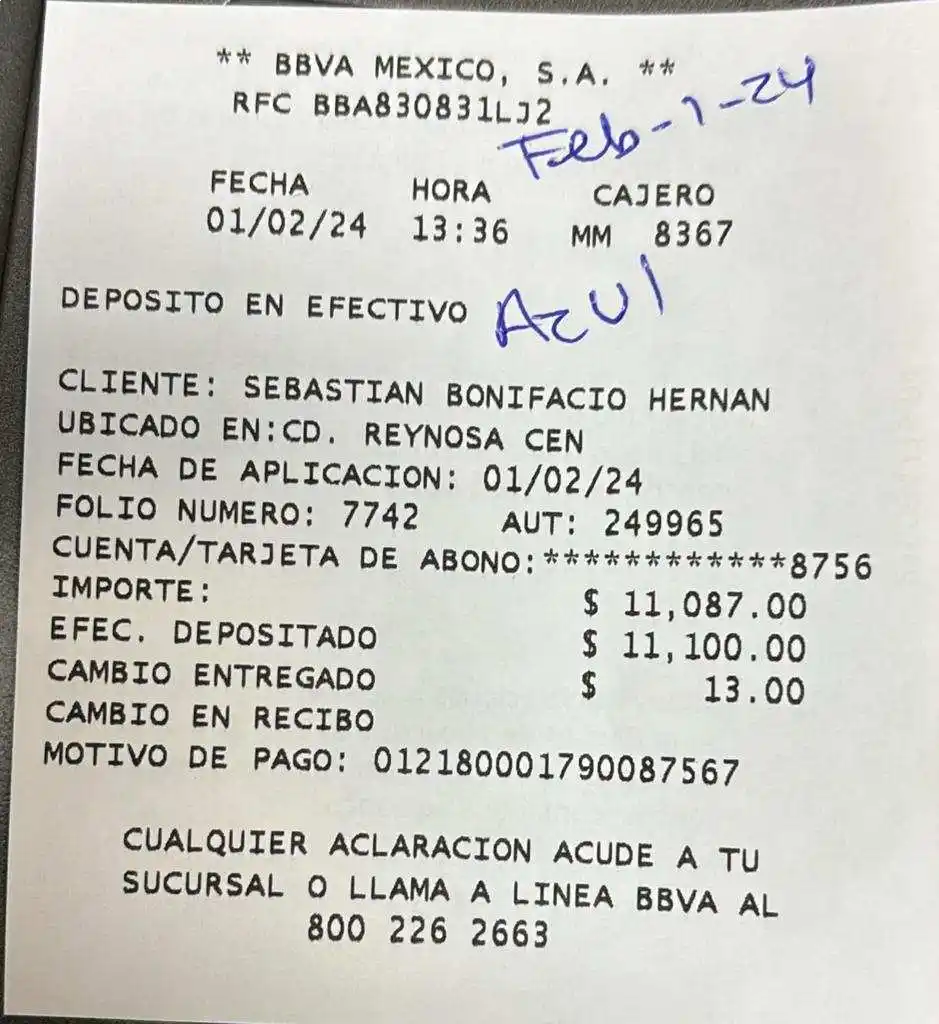 ** BBVA MEXICO, S.A. **
RFC BBA830831LJ2
Feb-1-24
FECHA HORA CAJERO
01/02/24 13:36 MM 8367
DEPOSITO EN EFECTIVO Azul
CLIENTE: SEBASTIAN BONIFACIO HERNAN
UBICADO EN:CD. REYNOSA CEN
FECHA DE APLICACION: 01/02/24
FOLIO NUMERO: 7742 AUT: 249965
CUENTA/TARJETA DE ABONO:************8756
IMPORTE: $ 11,087.00
EFEC. DEPOSITADO $ 11,100.00
CAMBIO ENTREGADO $ 13.00
CAMBIO EN RECIBO
MOTIVO DE PAGO: 012180001790087567
CUALQUIER ACLARACION ACUDE A TU
SUCURSAL O LLAMA A LINEA BBVA AL
800 226 2663